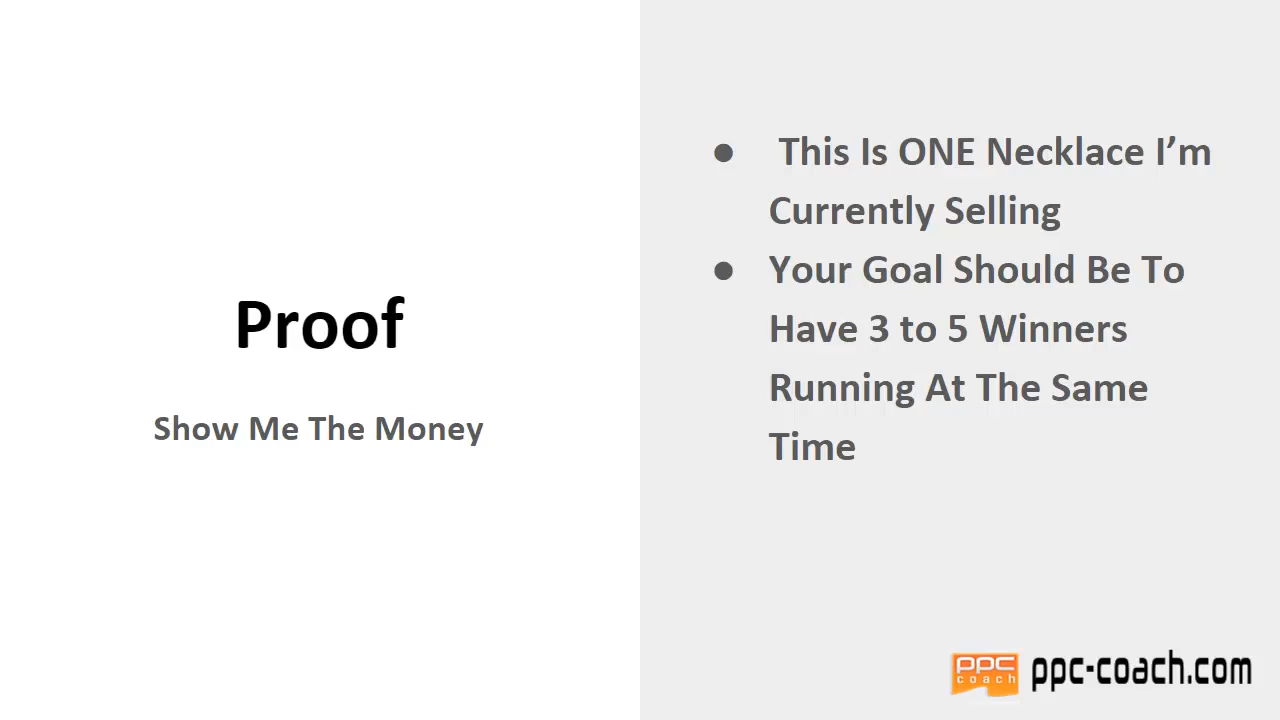 Proof
Show Me The Money
● This Is ONE Necklace I’m
Currently Selling
● Your Goal Should Be To
Have 3 to 5 Winners
Running At The Same
Time
ppc
coach
ppc-coach.com